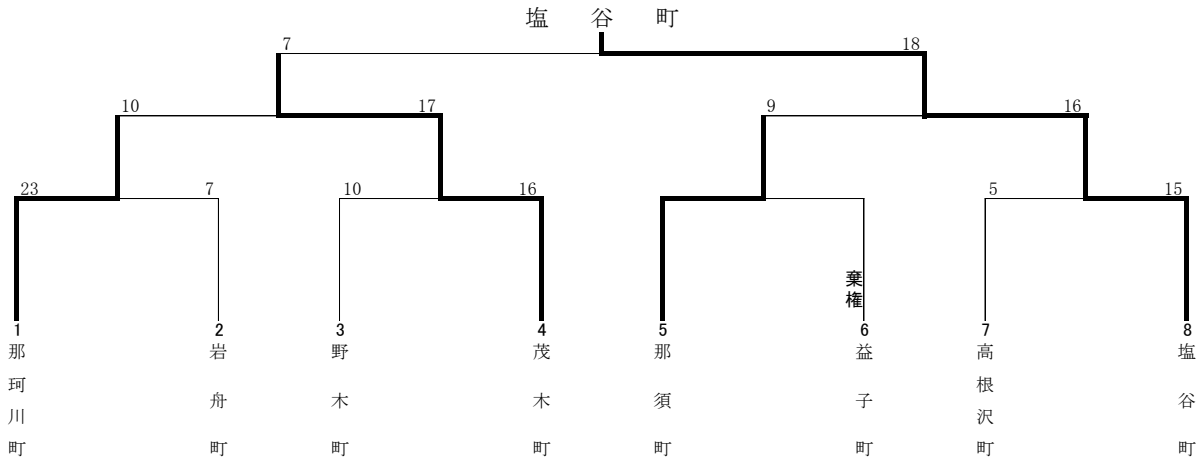 塩谷町
7 18
10 17 9 16
23 7 10 16 5 15
棄権
1 2 3 4 5 6 7 8
那珂川町
岩舟町
野木町
茂木町
那須町
益子町
高根沢町
塩谷町